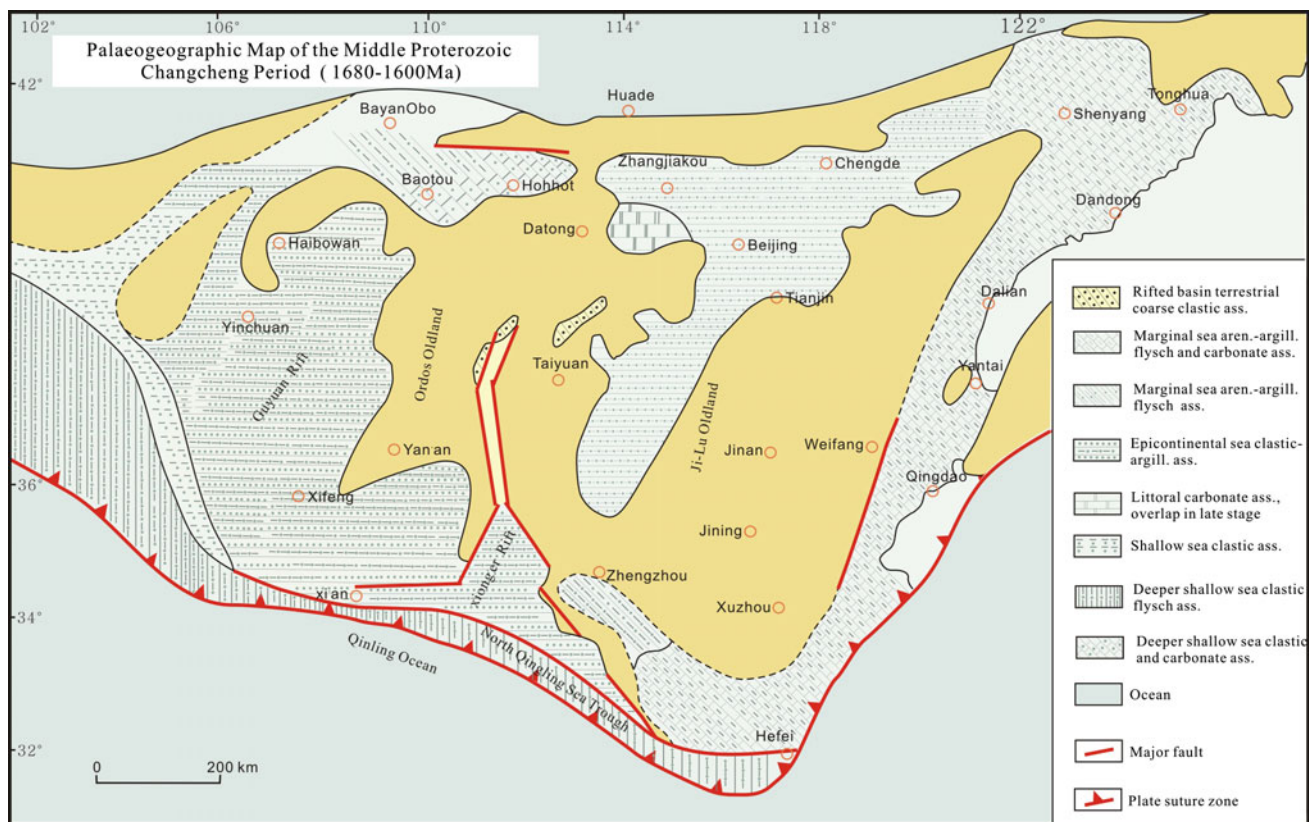 102° 106° 110° 114° 118° 122°
Palaeogeographic Map of the Middle Proterozoic
Changcheng Period ( 1680-1600Ma)
42°
36°
34°
32°
BayanObo
Huade
Tonghua
Shenyang
Zhangjiakou
Chengde
Baotou
Hohhot
Dandong
Datong
Haibowan
Beijing
Tianjin
Dalian
Yinchuan
Taiyuan
Yantai
Guyuan Rift
Ordos Oldland
Ji-Lu Oldland
Yan'an
Jinan
Weifang
Qingdao
Xifeng
Jining
xionger Rift
Zhengzhou
xi'an
Xuzhou
Qinling Ocean
North Qingling Sea Trough
Hefei
0 200 km
Rifted basin terrestrial
coarse clastic ass.
Marginal sea aren.-argill.
flysch and carbonate ass.
Marginal sea aren.-argill.
flysch ass.
Epicontinental sea clastic-
argill. ass.
Littoral carbonate ass.,
overlap in late stage
Shallow sea clastic ass.
Deeper shallow sea clastic
flysch ass.
Deeper shallow sea clastic
and carbonate ass.
Ocean
Major fault
Plate suture zone